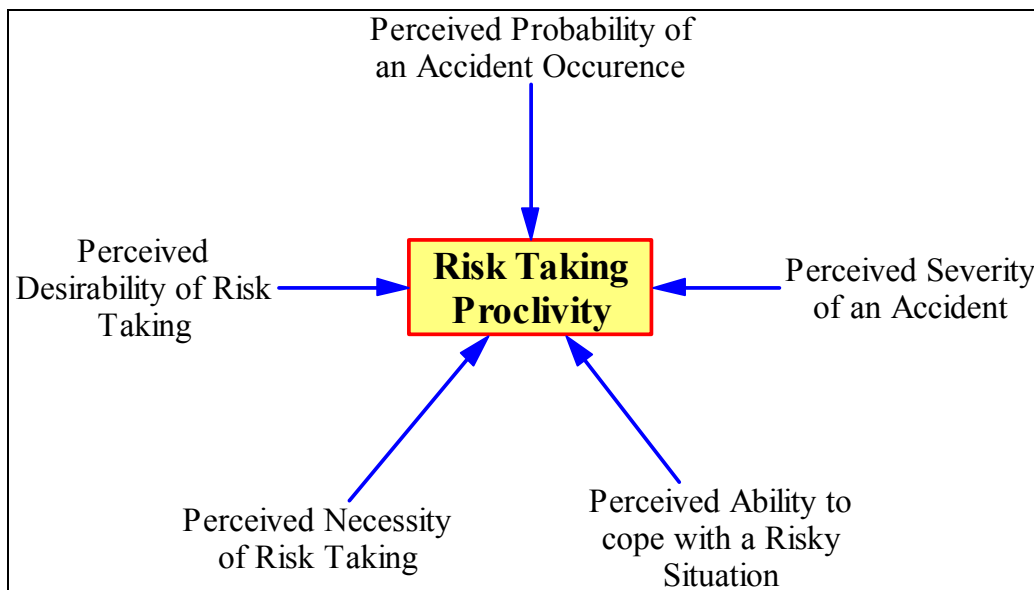 Perceived Probability of
an Accident Occurence
Perceived
Desirability of Risk
Taking
Risk Taking
Proclivity
Perceived Severity
of an Accident
Perceived Necessity
of Risk Taking
Perceived Ability to
cope with a Risky
Situation